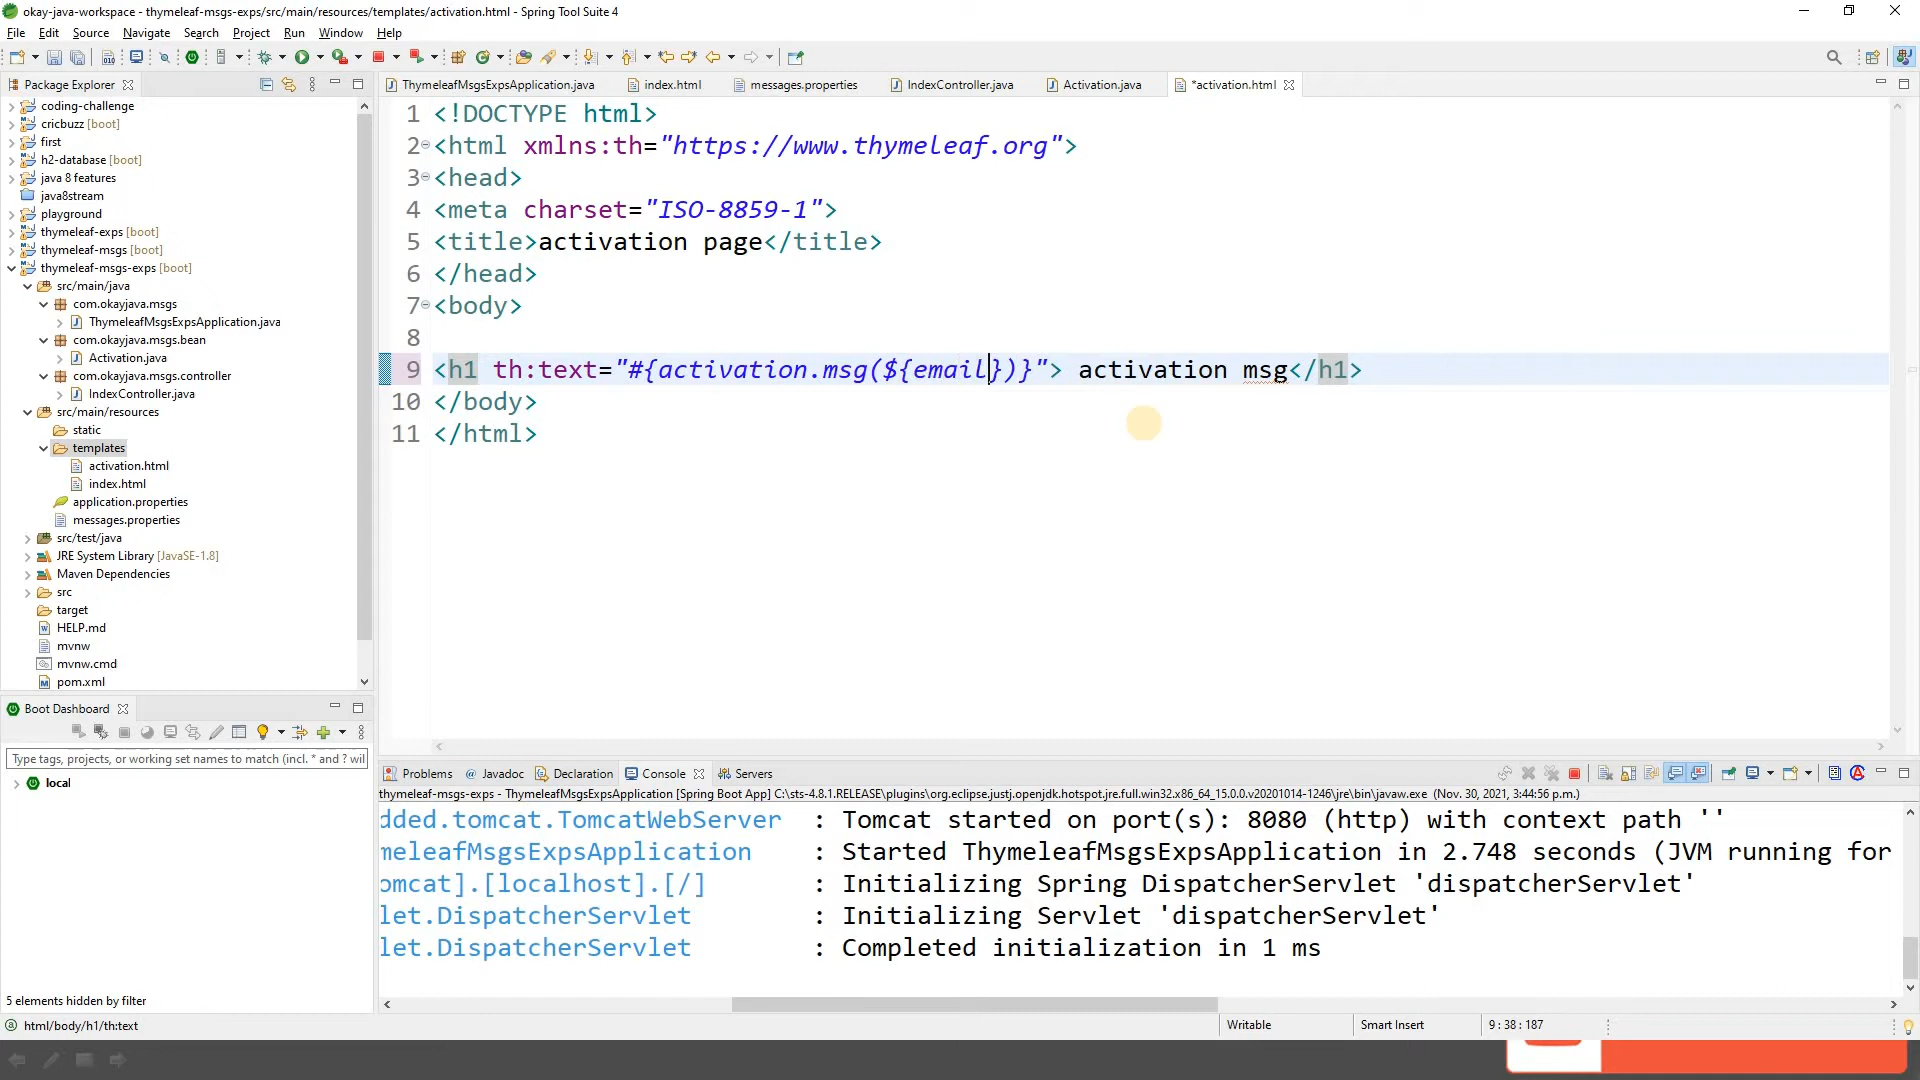 okay-java-workspace - thymeleaf-msgs-exps/src/main/resources/templates/activation.html - Spring Tool Suite 4
File Edit Source Navigate Search Project Run Window Help
Package Explorer
ThymeleafMsgsExpsApplication.java index.html messages.properties IndexController.java Activation.java *activation.html
coding-challenge
cricbuzz [boot]
first
h2-database [boot]
java 8 features
java8stream
playground
thymeleaf-exps [boot]
thymeleaf-msgs [boot]
thymeleaf-msgs-exps [boot]
src/main/java
com.okayjava.msgs
ThymeleafMsgsExpsApplication.java
com.okayjava.msgs.bean
Activation.java
com.okayjava.msgs.controller
IndexController.java
src/main/resources
static
templates
activation.html
index.html
application.properties
messages.properties
src/test/java
JRE System Library [JavaSE-1.8]
Maven Dependencies
src
target
HELP.md
mvnw
mvnw.cmd
pom.xml
1 <!DOCTYPE html>
2 <html xmlns:th="https://www.thymeleaf.org">
3 <head>
4 <meta charset="ISO-8859-1">
5 <title>activation page</title>
6 </head>
7 <body>
8
9 <h1 th:text="#{activation.msg(${email})}"> activation msg</h1>
10 </body>
11 </html>
Boot Dashboard
Type tags, projects, or working set names to match (incl. * and ? wil
local
5 elements hidden by filter
Problems Javadoc Declaration Console Servers
thymeleaf-msgs-exps - ThymeleafMsgsExpsApplication [Spring Boot App] C:\sts-4.8.1.RELEASE\plugins\org.eclipse.justj.openjdk.hotspot.jre.full.win32.x86_64_15.0.0.v20201014-1246\jre\bin\javaw.exe (Nov. 30, 2021, 3:44:56 p.m.)
dded.tomcat.TomcatWebServer : Tomcat started on port(s): 8080 (http) with context path ''
meleafMsgsExpsApplication : Started ThymeleafMsgsExpsApplication in 2.748 seconds (JVM running for
omcat].[localhost].[/] : Initializing Spring DispatcherServlet 'dispatcherServlet'
let.DispatcherServlet : Initializing Servlet 'dispatcherServlet'
let.DispatcherServlet : Completed initialization in 1 ms
html/body/h1/th:text
Writable Smart Insert 9 : 38 : 187